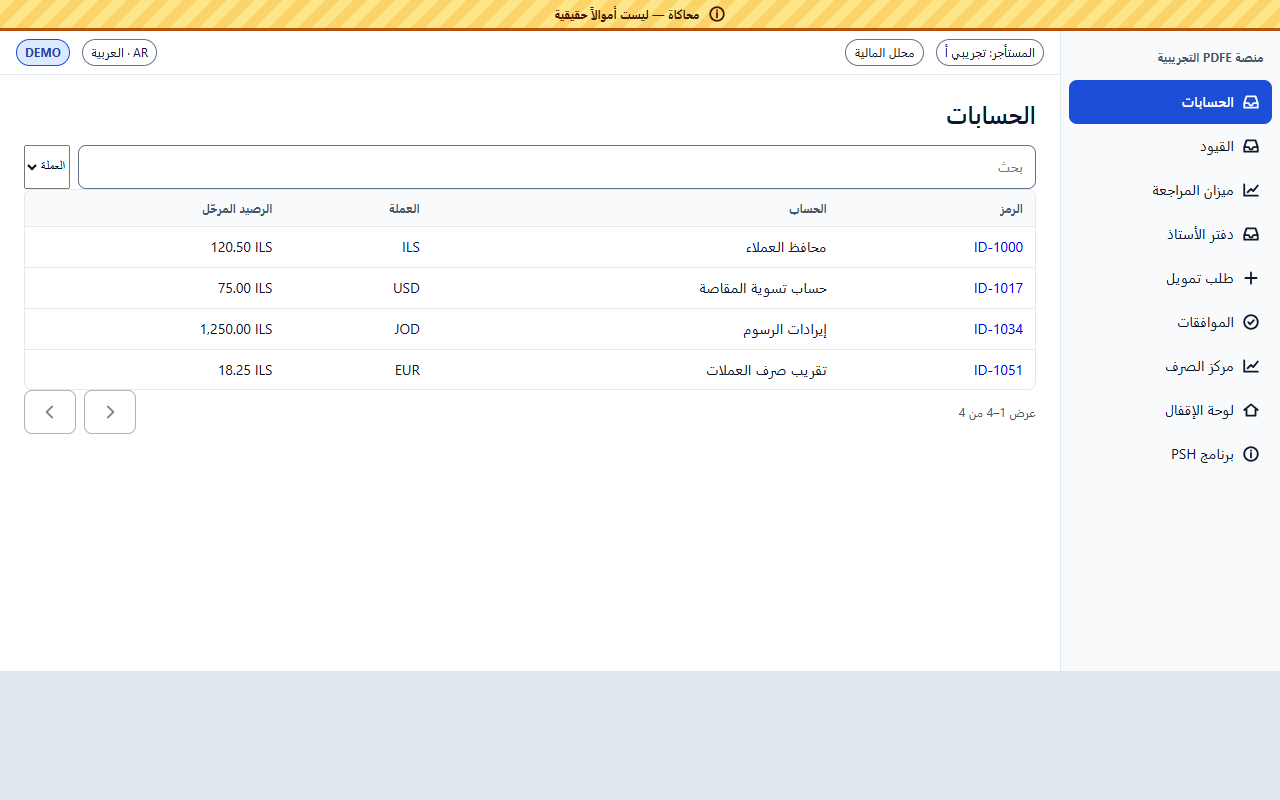 محاكاة — ليست أموالاً حقيقية
منصة PDFE التجريبية
الحسابات
القيود
ميزان المراجعة
دفتر الأستاذ
طلب تمويل
الموافقات
مركز الصرف
لوحة الإقفال
برنامج PSH
المستأجر: تجريبي أ
محلل المالية
AR · العربية
DEMO
الحسابات
بحث
العملة
الرمز الحساب العملة الرصيد المرحّل
ID-1000 محافظ العملاء ILS 120.50 ILS
ID-1017 حساب تسوية المقاصة USD 75.00 ILS
ID-1034 إيرادات الرسوم JOD 1,250.00 ILS
ID-1051 تقريب صرف العملات EUR 18.25 ILS
عرض 1–4 من 4